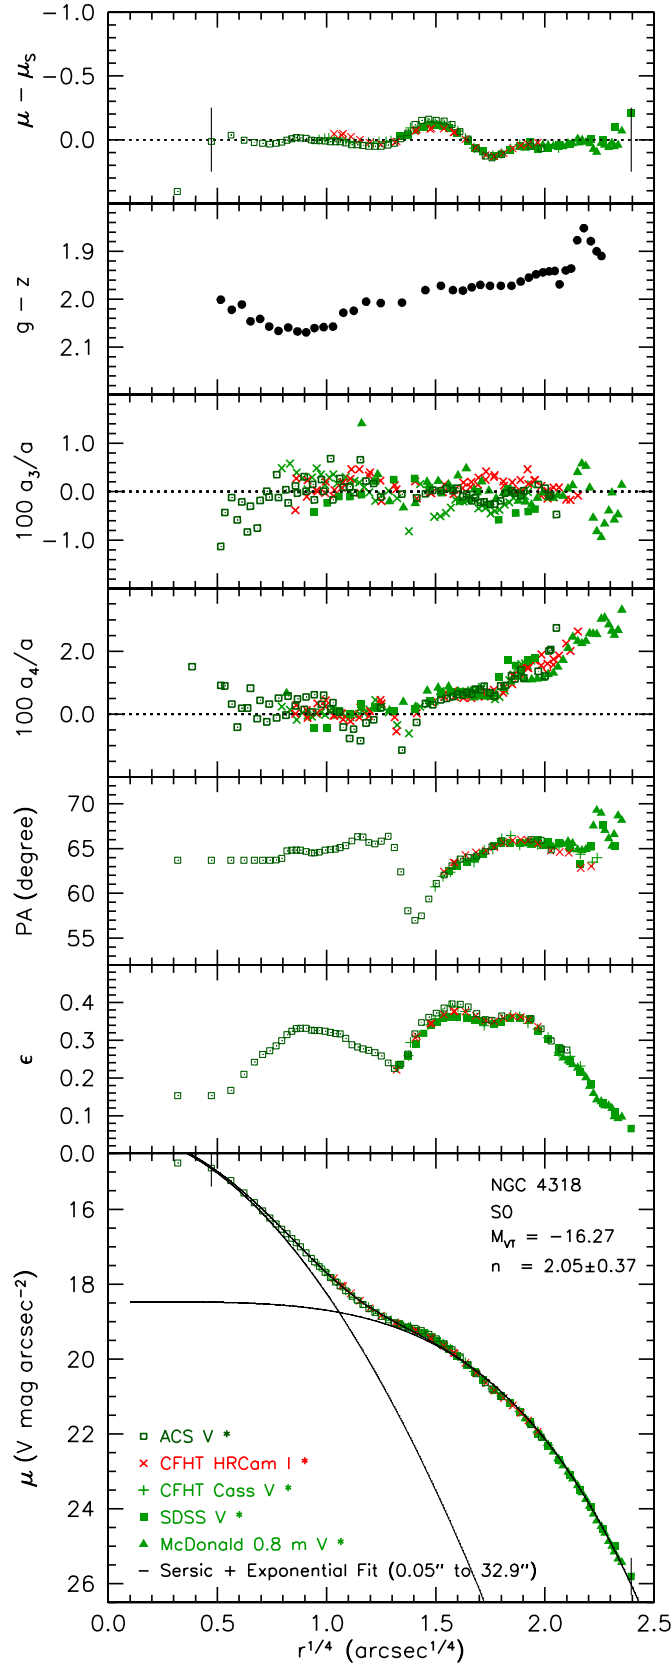 μ − μS
−1.0
−0.5
0.0
g − z
1.9
2.0
2.1
100 a3/a
1.0
0.0
−1.0
100 a4/a
2.0
0.0
PA (degree)
70
65
60
55
ϵ
0.4
0.3
0.2
0.1
0.0
μ (V mag arcsec−2)
16
18
20
22
24
26
NGC 4318
S0
MVT = −16.27
n = 2.05±0.37
ACS V *
CFHT HRCam I *
CFHT Cass V *
SDSS V *
McDonald 0.8 m V *
− Sersic + Exponential Fit (0.05" to 32.9")
0.0 0.5 1.0 1.5 2.0 2.5
r1/4 (arcsec1/4)